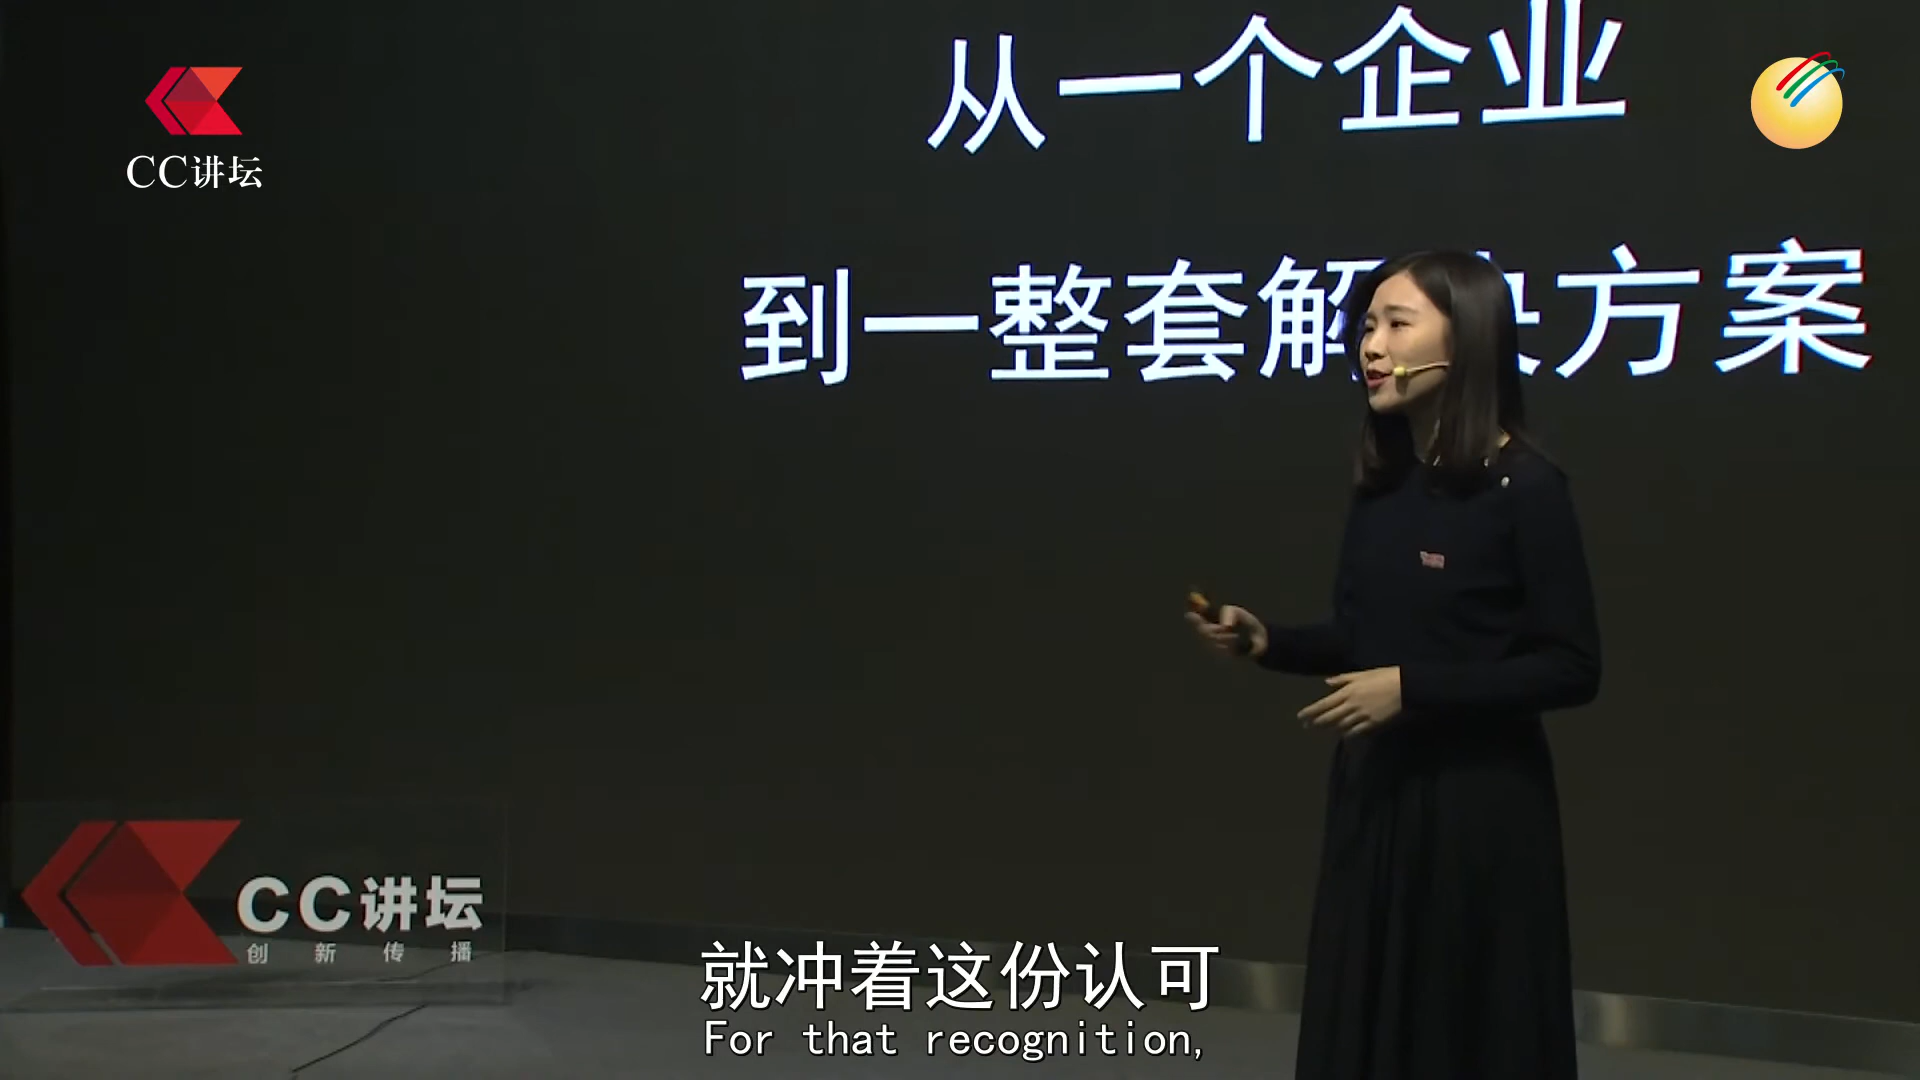 从一个企业
CC讲坛
到一整套解决方案
CC讲坛
创新传播
就冲着这份认可
For that recognition,